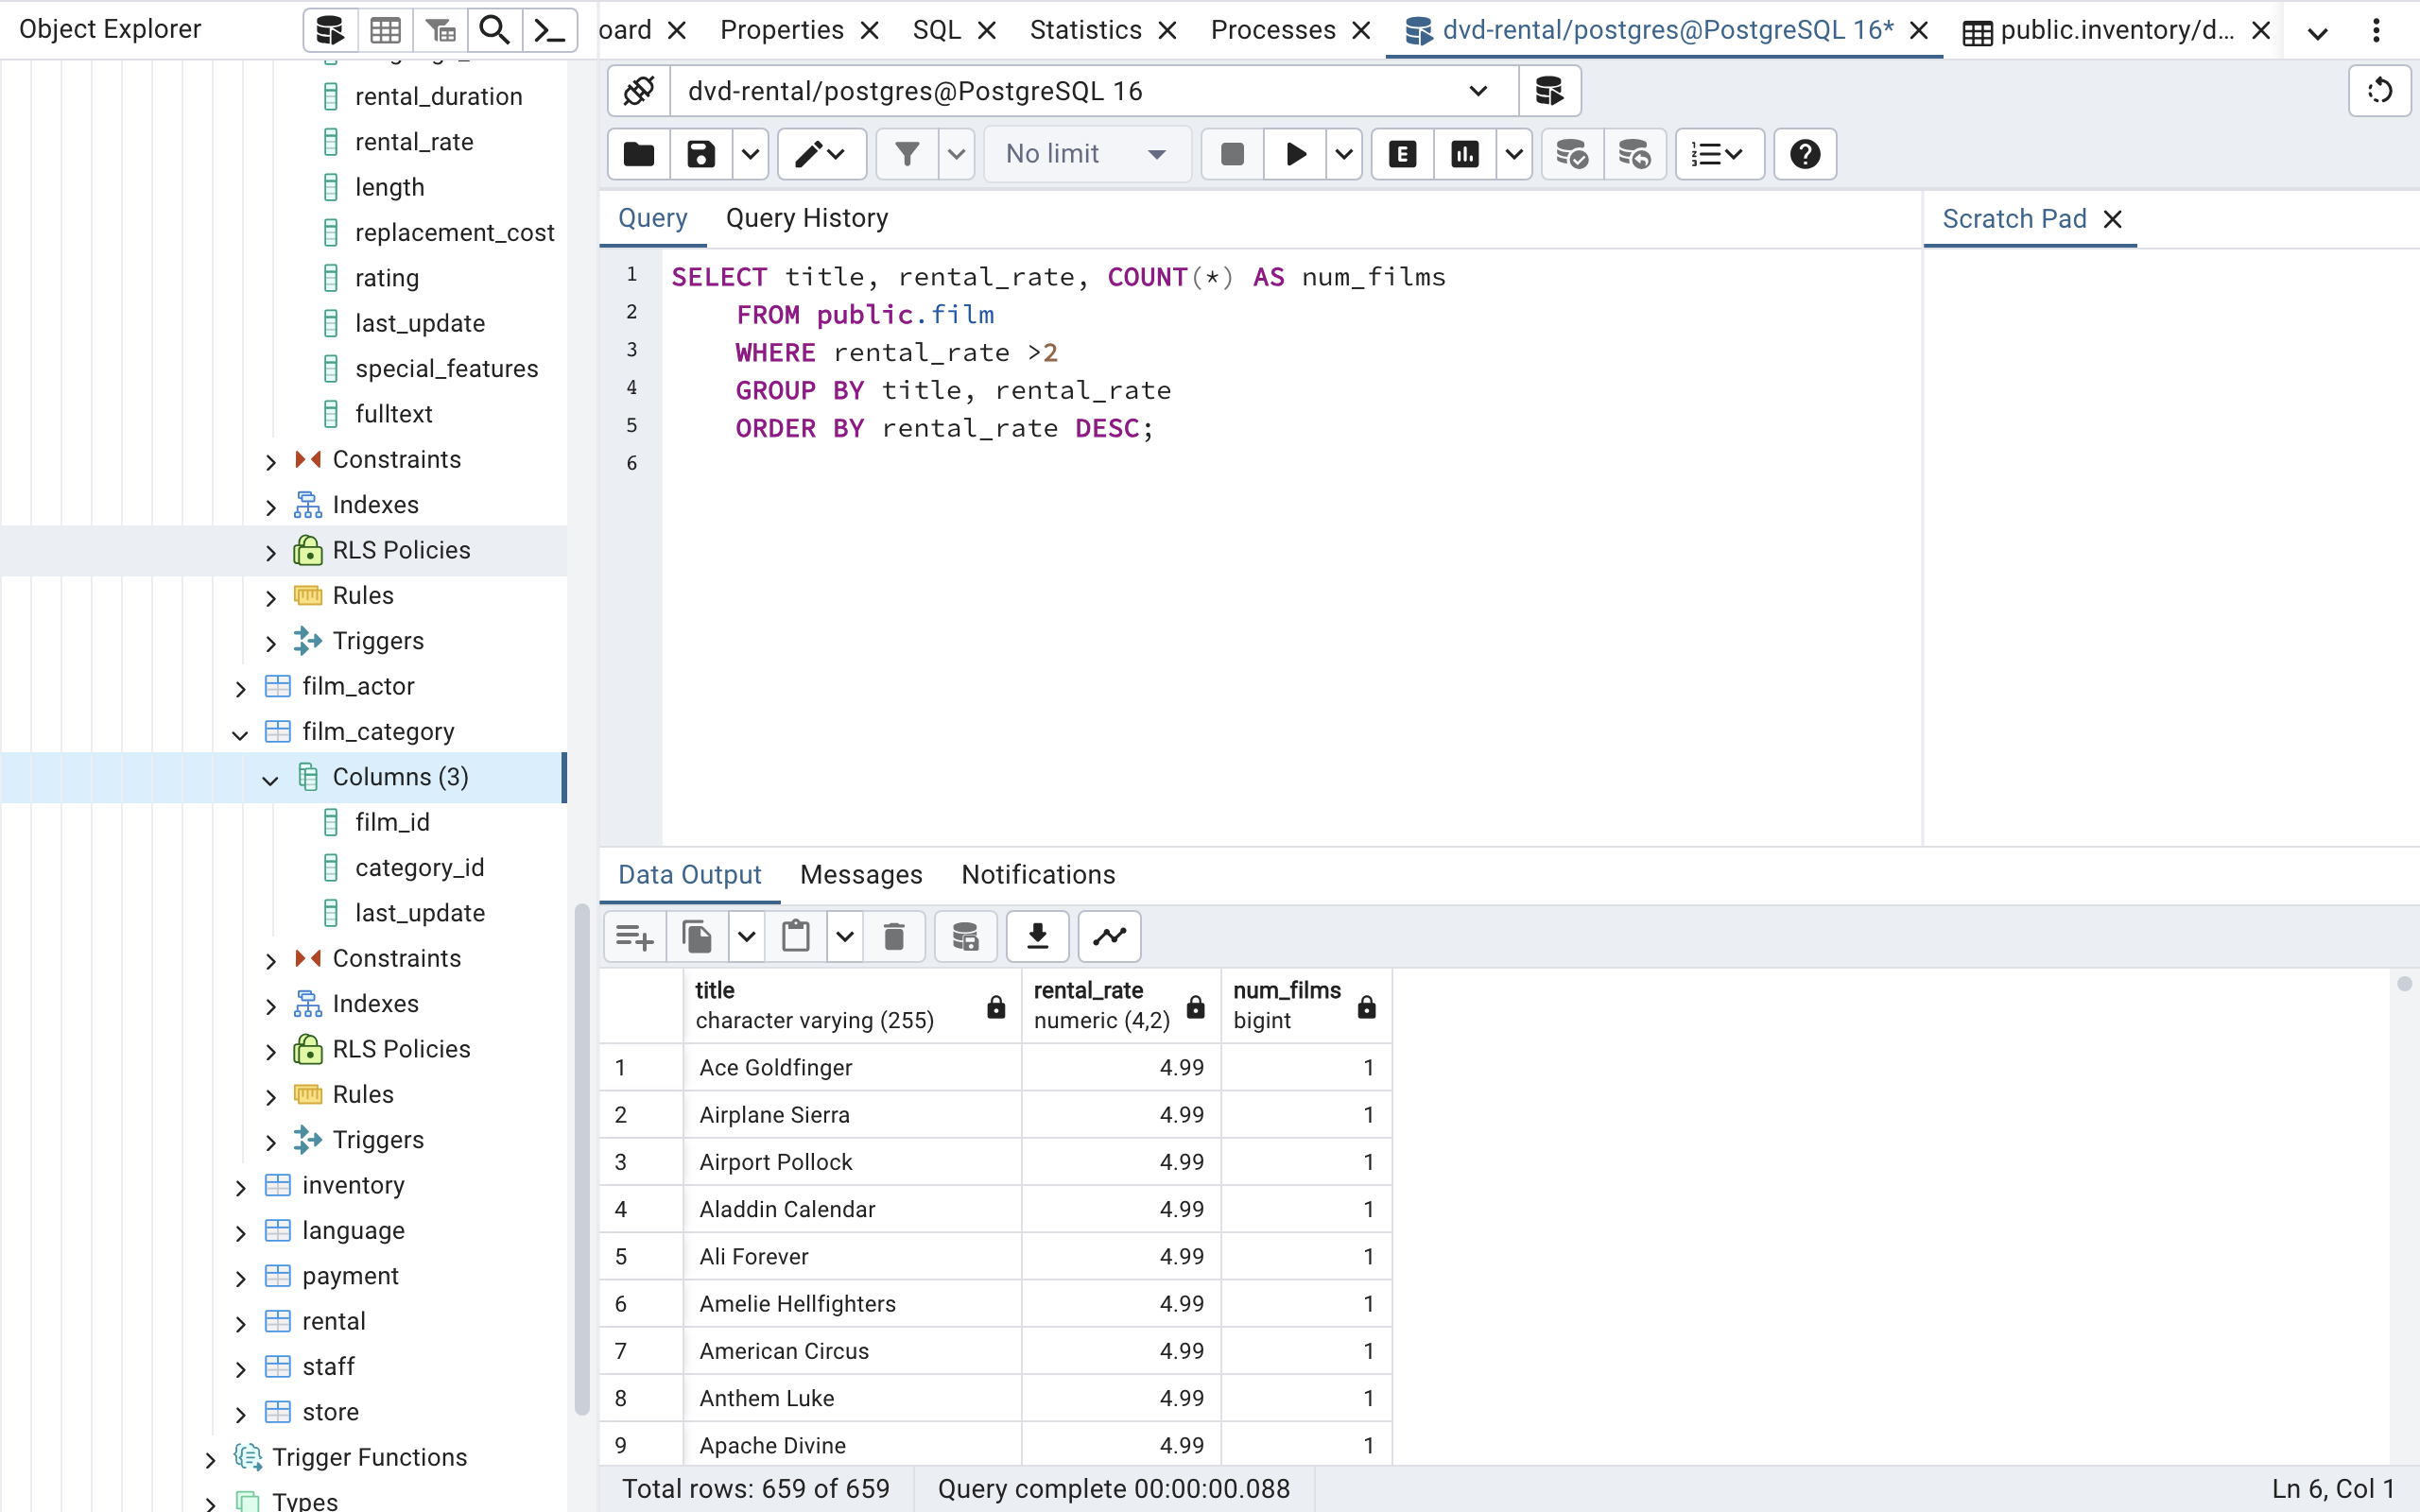 Object Explorer
rental_duration
rental_rate
length
replacement_cost
rating
last_update
special_features
fulltext
Constraints
Indexes
RLS Policies
Rules
Triggers
film_actor
film_category
Columns (3)
film_id
category_id
last_update
Constraints
Indexes
RLS Policies
Rules
Triggers
inventory
language
payment
rental
staff
store
Trigger Functions
Types
oard Properties SQL Statistics Processes dvd-rental/postgres@PostgreSQL 16* public.inventory/d...
dvd-rental/postgres@PostgreSQL 16
No limit E
Query Query History
Scratch Pad
1 SELECT title, rental_rate, COUNT(*) AS num_films
2 FROM public.film
3 WHERE rental_rate >2
4 GROUP BY title, rental_rate
5 ORDER BY rental_rate DESC;
6
Data Output Messages Notifications
title rental_rate num_films
character varying (255) numeric (4,2) bigint
1 Ace Goldfinger 4.99 1
2 Airplane Sierra 4.99 1
3 Airport Pollock 4.99 1
4 Aladdin Calendar 4.99 1
5 Ali Forever 4.99 1
6 Amelie Hellfighters 4.99 1
7 American Circus 4.99 1
8 Anthem Luke 4.99 1
9 Apache Divine 4.99 1
Total rows: 659 of 659 Query complete 00:00:00.088 Ln 6, Col 1